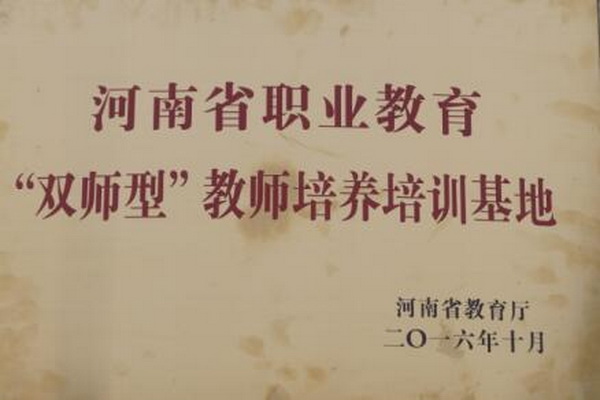 河南省职业教育
“双师型”教师培养培训基地
河南省教育厅
二〇一六年十月